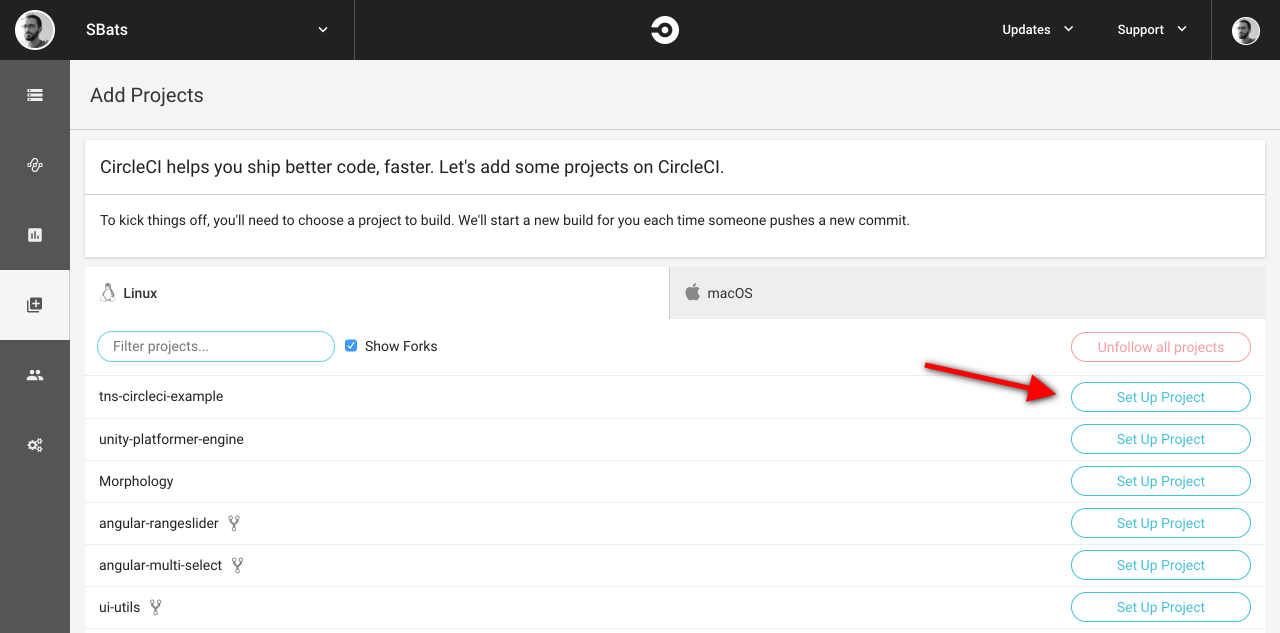 SBats
Updates
Support
Add Projects
CircleCI helps you ship better code, faster. Let's add some projects on CircleCI.
To kick things off, you'll need to choose a project to build. We'll start a new build for you each time someone pushes a new commit.
Linux
macOS
Filter projects...
Show Forks
Unfollow all projects
tns-circleci-example
Set Up Project
unity-platformer-engine
Set Up Project
Morphology
Set Up Project
angular-rangeslider
Set Up Project
angular-multi-select
Set Up Project
ui-utils
Set Up Project